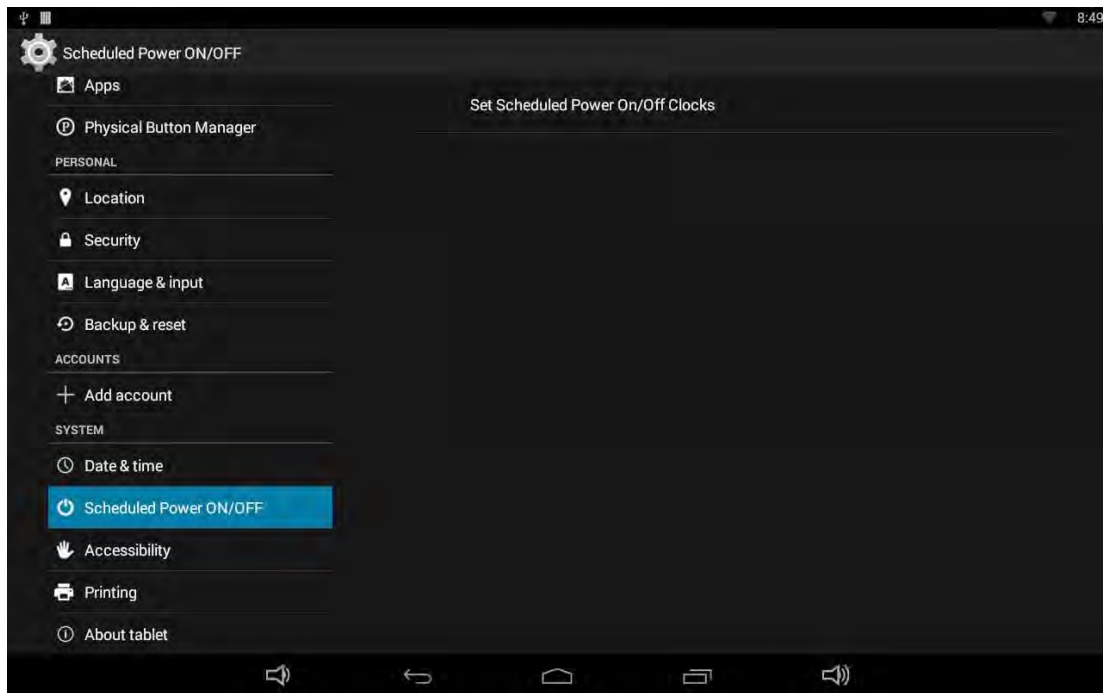 8:49
Scheduled Power ON/OFF
Apps
Physical Button Manager
PERSONAL
Location
Security
Language & input
Backup & reset
ACCOUNTS
Add account
SYSTEM
Date & time
Scheduled Power ON/OFF
Accessibility
Printing
About tablet
Set Scheduled Power On/Off Clocks